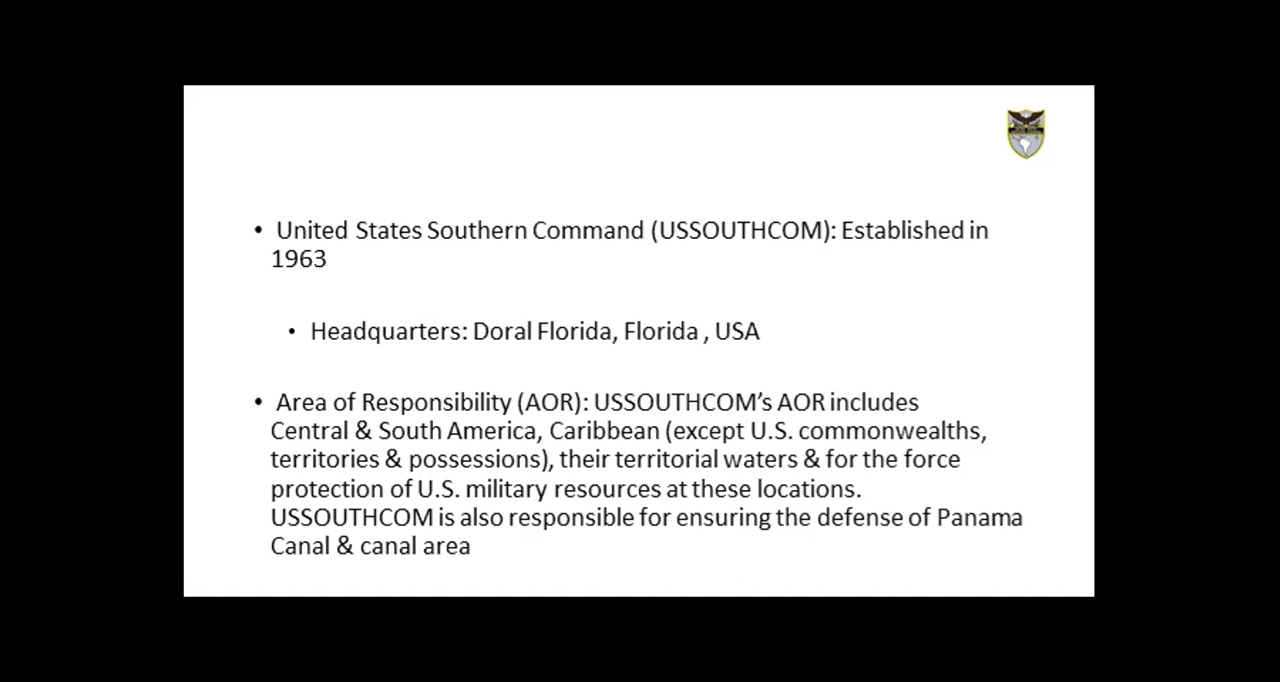 • United States Southern Command (USSOUTHCOM): Established in
1963
• Headquarters: Doral Florida, Florida , USA
• Area of Responsibility (AOR): USSOUTHCOM’s AOR includes
Central & South America, Caribbean (except U.S. commonwealths,
territories & possessions), their territorial waters & for the force
protection of U.S. military resources at these locations.
USSOUTHCOM is also responsible for ensuring the defense of Panama
Canal & canal area